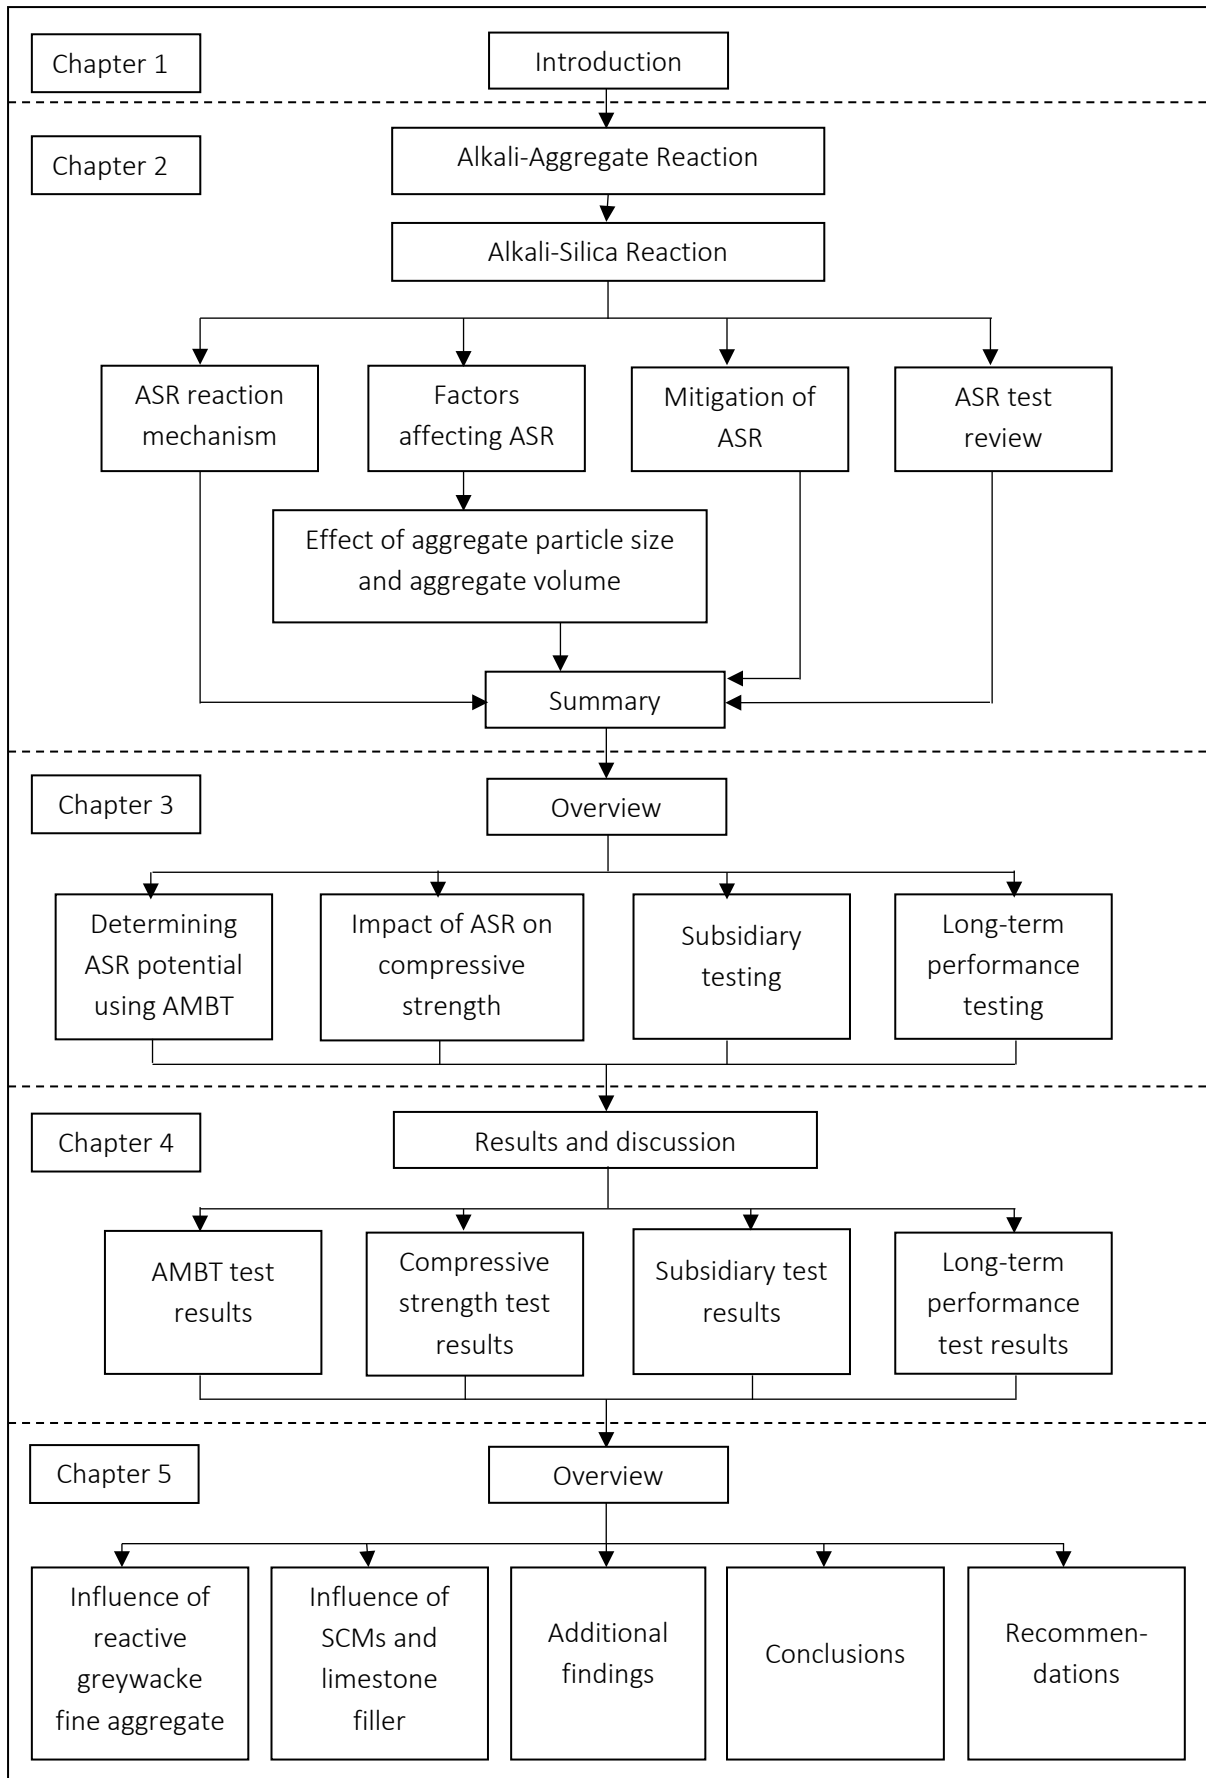 Chapter 1
Introduction
Chapter 2
Alkali-Aggregate Reaction
Alkali-Silica Reaction
ASR reaction
mechanism
Factors
affecting ASR
Mitigation of
ASR
ASR test
review
Effect of aggregate particle size
and aggregate volume
Summary
Chapter 3
Overview
Determining
ASR potential
using AMBT
Impact of ASR on
compressive
strength
Subsidiary
testing
Long-term
performance
testing
Chapter 4
Results and discussion
AMBT test
results
Compressive
strength test
results
Subsidiary test
results
Long-term
performance
test results
Chapter 5
Overview
Influence of
reactive
greywacke
fine aggregate
Influence of
SCMs and
limestone
filler
Additional
findings
Conclusions
Recommen-
dations